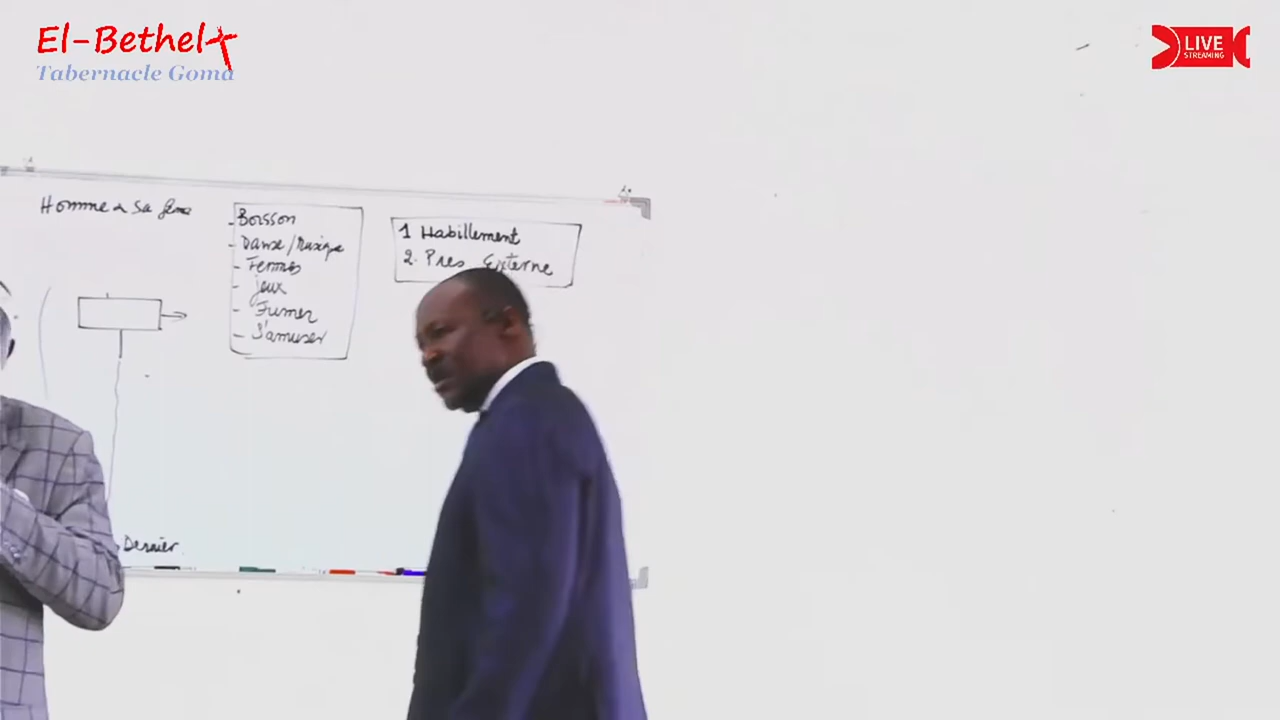 El-Bethel
Tabernacle Goma
LIVE
STREAMING
Homme & Sa femme
- Boisson
- Danse/Musique
- Femmes
- Jeux
- Fumer
- S'amuser
1 Habillement
2. Pres Externe
Dernier